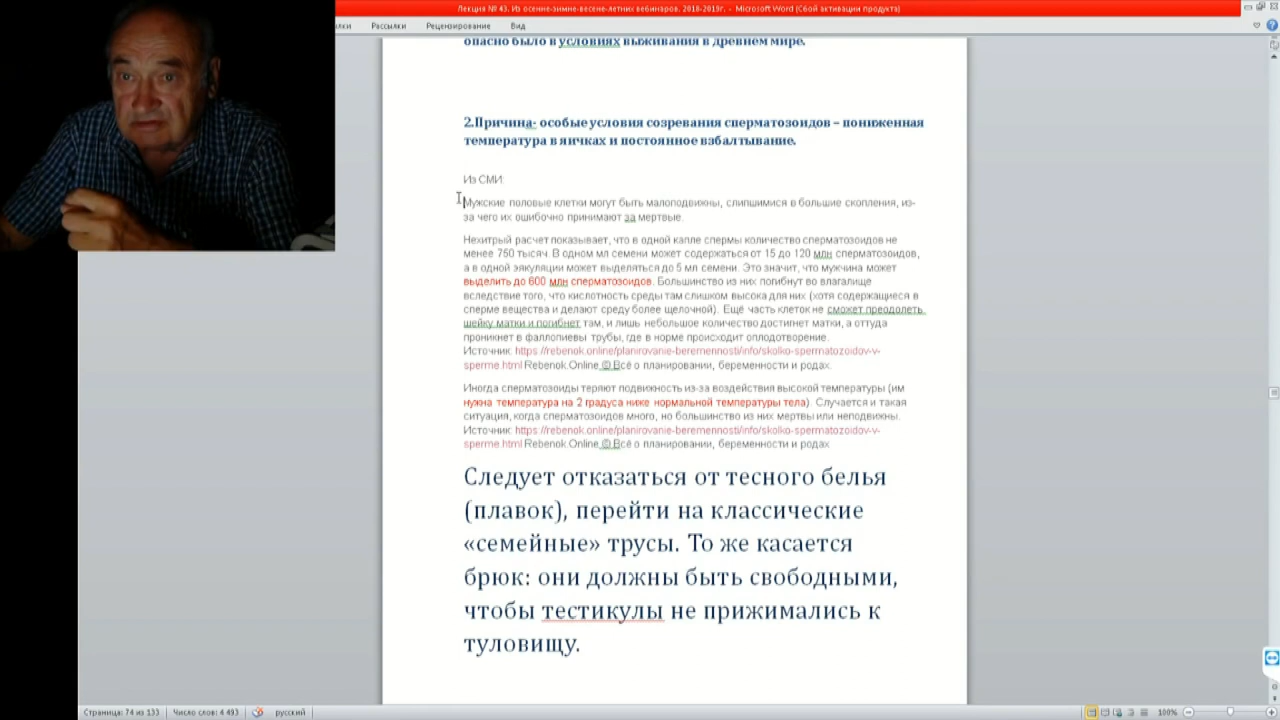 Лекция № 43. Из осенне-зимне-весене-летних вебинаров. 2018-2019г. - Microsoft Word (Сбой активации продукта)
лки Рассылки Рецензирование Вид
опасно было в условиях выживания в древнем мире.
2.Причина- особые условия созревания сперматозоидов – пониженная
температура в яичках и постоянное взбалтывание.
Из СМИ:
Мужские половые клетки могут быть малоподвижны, слипшимися в большие скопления, из-
за чего их ошибочно принимают за мертвые.
Нехитрый расчет показывает, что в одной капле спермы количество сперматозоидов не
менее 750 тысяч. В одном мл семени может содержаться от 15 до 120 млн сперматозоидов,
а в одной эякуляции может выделяться до 5 мл семени. Это значит, что мужчина может
выделить до 600 млн сперматозоидов. Большинство из них погибнут во влагалище
вследствие того, что кислотность среды там слишком высока для них (хотя содержащиеся в
сперме вещества и делают среду более щелочной). Ещё часть клеток не сможет преодолеть
шейку матки и погибнет там, и лишь небольшое количество достигнет матки, а оттуда
проникнет в фаллопиевы трубы, где в норме происходит оплодотворение.
Источник: https://rebenok.online/planirovanie-beremennosti/info/skolko-spermatozoidov-v-
sperme.html Rebenok.Online © Всё о планировании, беременности и родах.
Иногда сперматозоиды теряют подвижность из-за воздействия высокой температуры (им
нужна температура на 2 градуса ниже нормальной температуры тела). Случается и такая
ситуация, когда сперматозоидов много, но большинство из них мертвы или неподвижны.
Источник: https://rebenok.online/planirovanie-beremennosti/info/skolko-spermatozoidov-v-
sperme.html Rebenok.Online © Всё о планировании, беременности и родах
Следует отказаться от тесного белья
(плавок), перейти на классические
«семейные» трусы. То же касается
брюк: они должны быть свободными,
чтобы тестикулы не прижимались к
туловищу.
Страница: 74 из 133 Число слов: 4 493 русский 100%